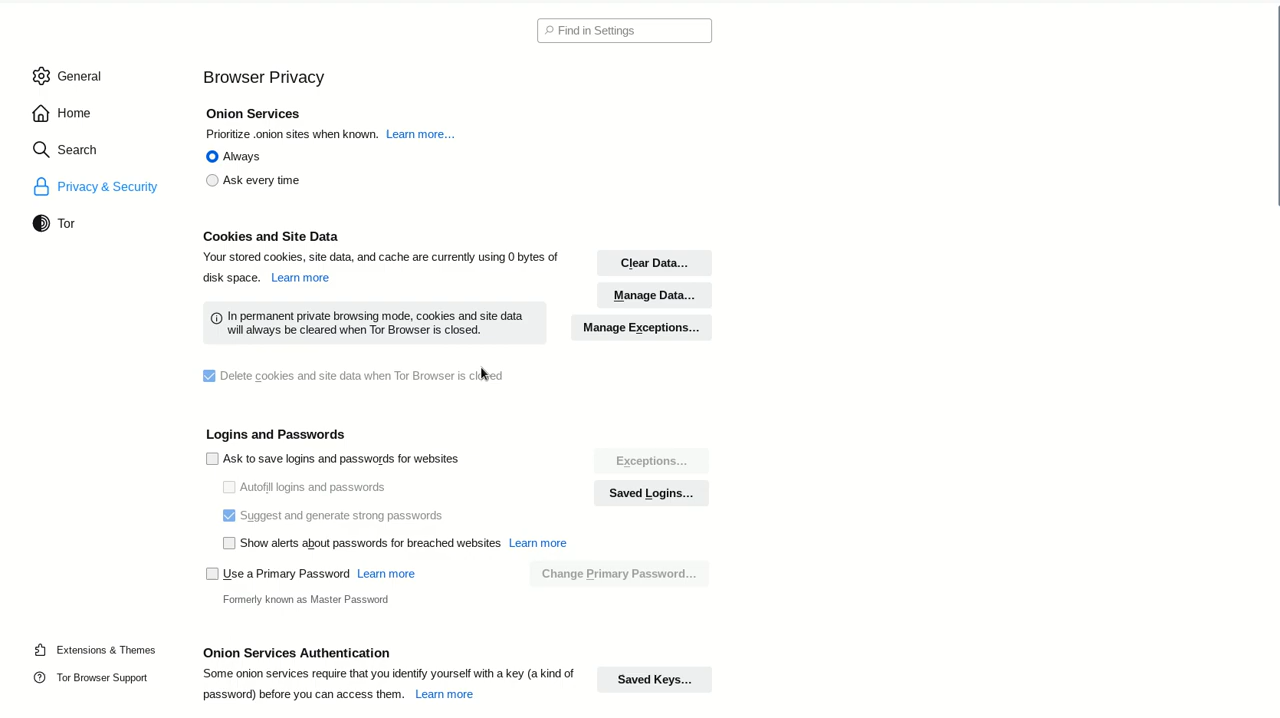 Find in Settings
General
Home
Search
Privacy & Security
Tor
Browser Privacy
Onion Services
Prioritize .onion sites when known. Learn more…
Always
Ask every time
Cookies and Site Data
Your stored cookies, site data, and cache are currently using 0 bytes of
disk space. Learn more
Clear Data…
Manage Data…
Manage Exceptions…
In permanent private browsing mode, cookies and site data
will always be cleared when Tor Browser is closed.
Delete cookies and site data when Tor Browser is closed
Logins and Passwords
Ask to save logins and passwords for websites
Exceptions…
Autofill logins and passwords
Saved Logins…
Suggest and generate strong passwords
Show alerts about passwords for breached websites Learn more
Use a Primary Password Learn more
Change Primary Password…
Formerly known as Master Password
Extensions & Themes
Tor Browser Support
Onion Services Authentication
Some onion services require that you identify yourself with a key (a kind of
password) before you can access them. Learn more
Saved Keys…